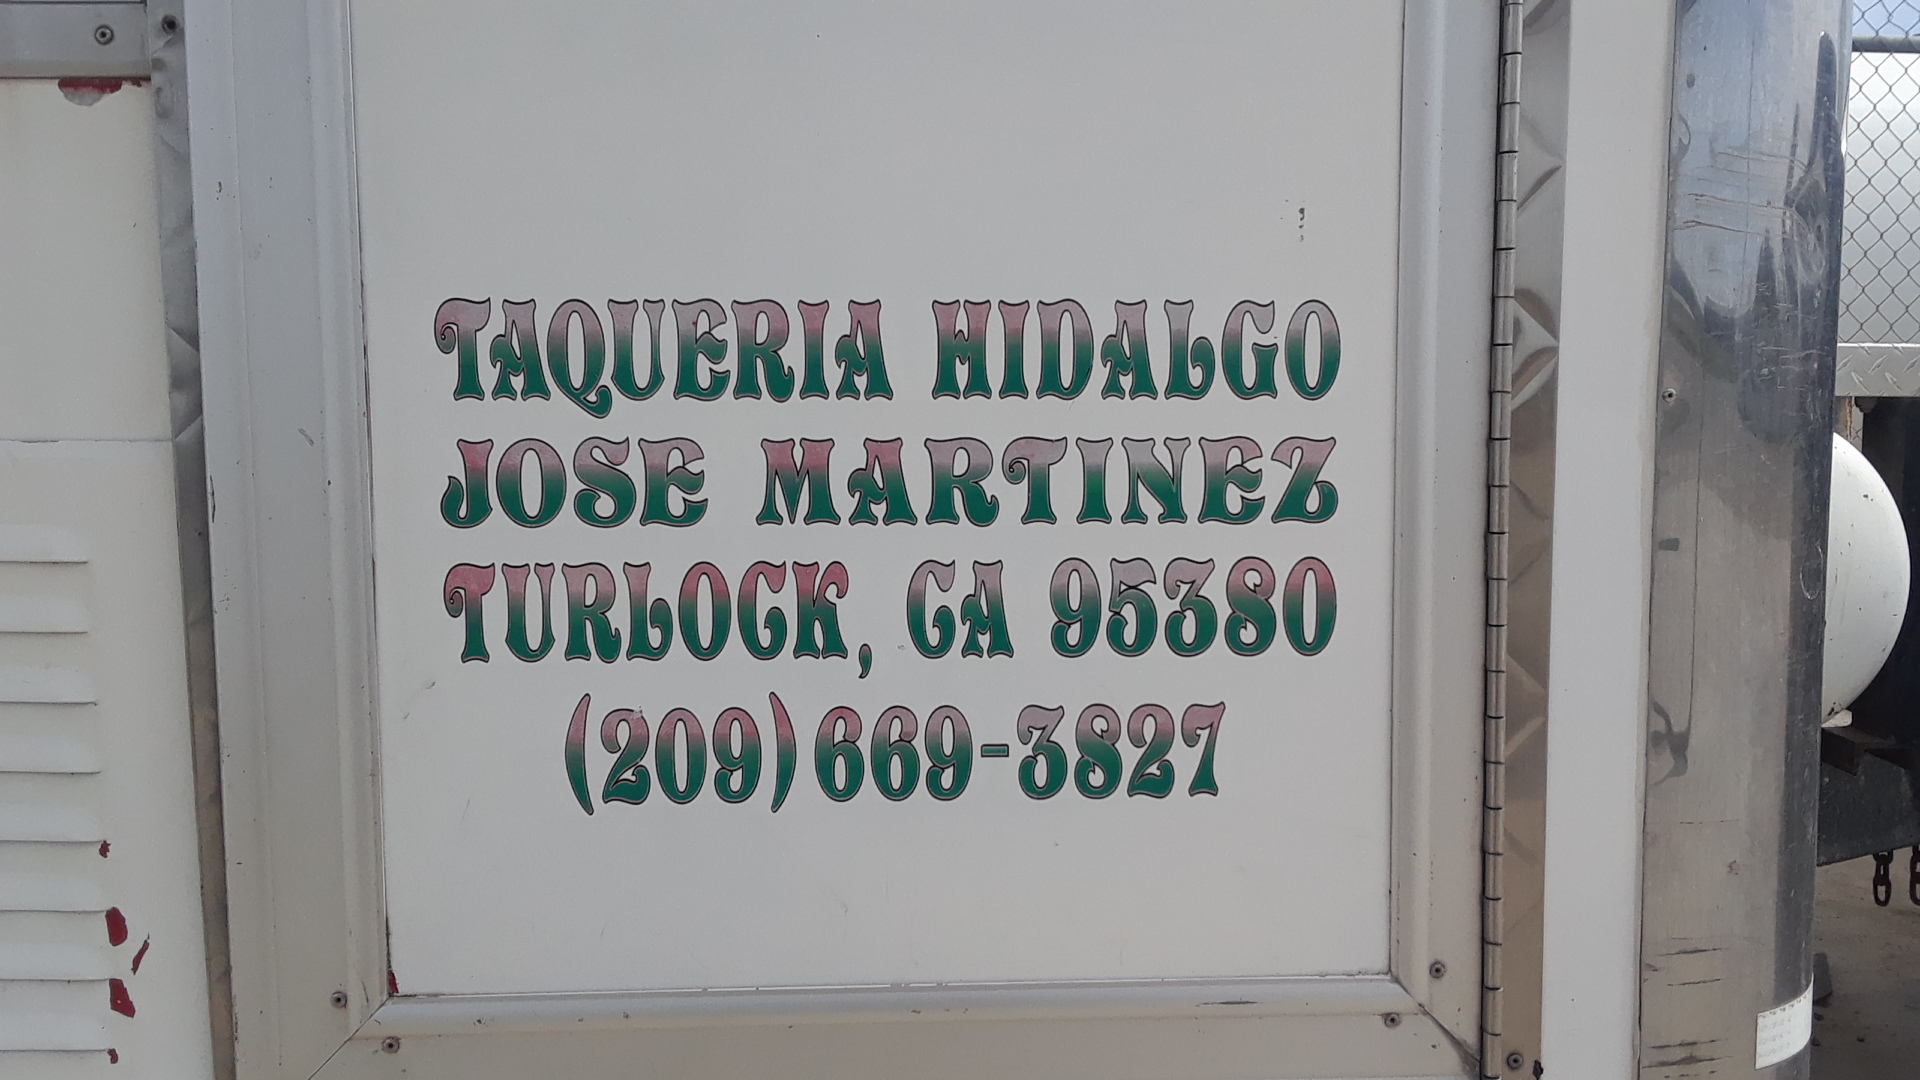 TAQUERIA HIDALGO
JOSE MARTINEZ
TURLOCK, CA 95380
(209) 669-3827